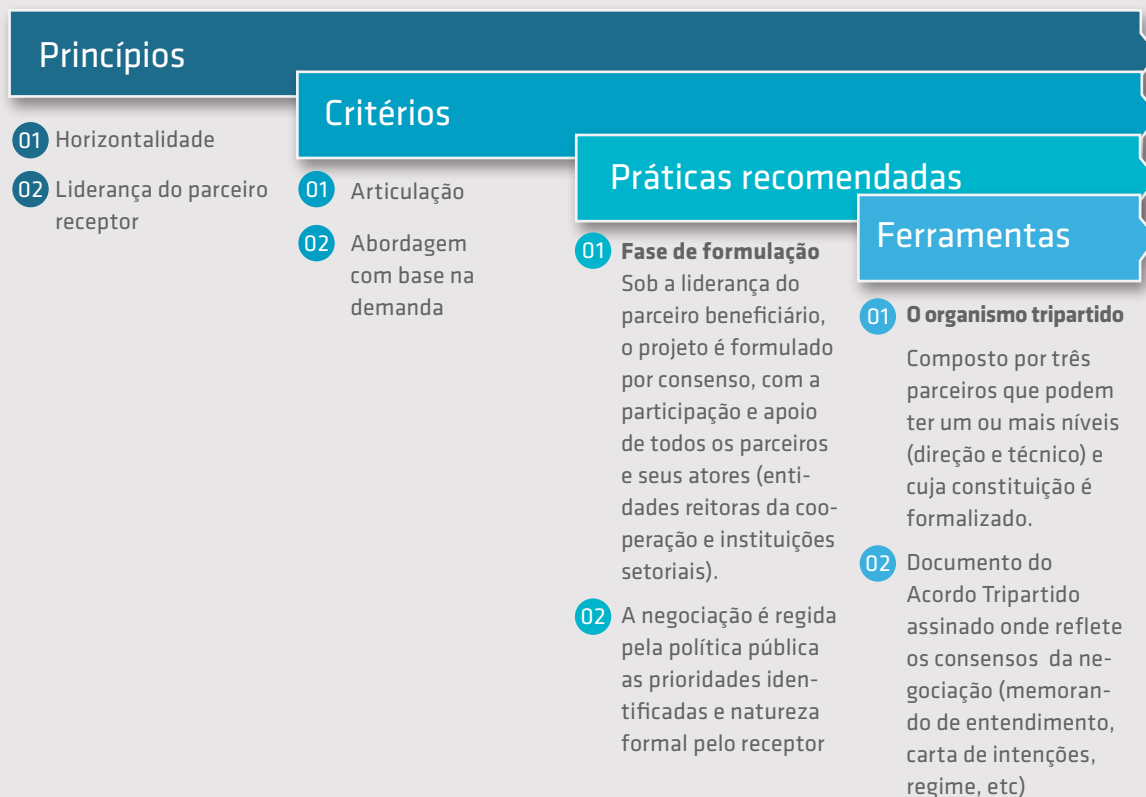 Princípios
01 Horizontalidade
02 Liderança do parceiro
receptor
Critérios
01 Articulação
02 Abordagem
com base na
demanda
Práticas recomendadas
01 Fase de formulação
Sob a liderança do
parceiro beneficiário,
o projeto é formulado
por consenso, com a
participação e apoio
de todos os parceiros
e seus atores (enti-
dades reitoras da coo-
peração e instituições
setoriais).
02 A negociação é regida
pela política pública
as prioridades iden-
tificadas e natureza
formal pelo receptor
Ferramentas
01 O organismo tripartido
Composto por três
parceiros que podem
ter um ou mais níveis
(direção e técnico) e
cuja constituição é
formalizado.
02 Documento do
Acordo Tripartido
assinado onde reflete
os consensos da ne-
gociação (memoran-
do de entendimento,
carta de intenções,
regime, etc)